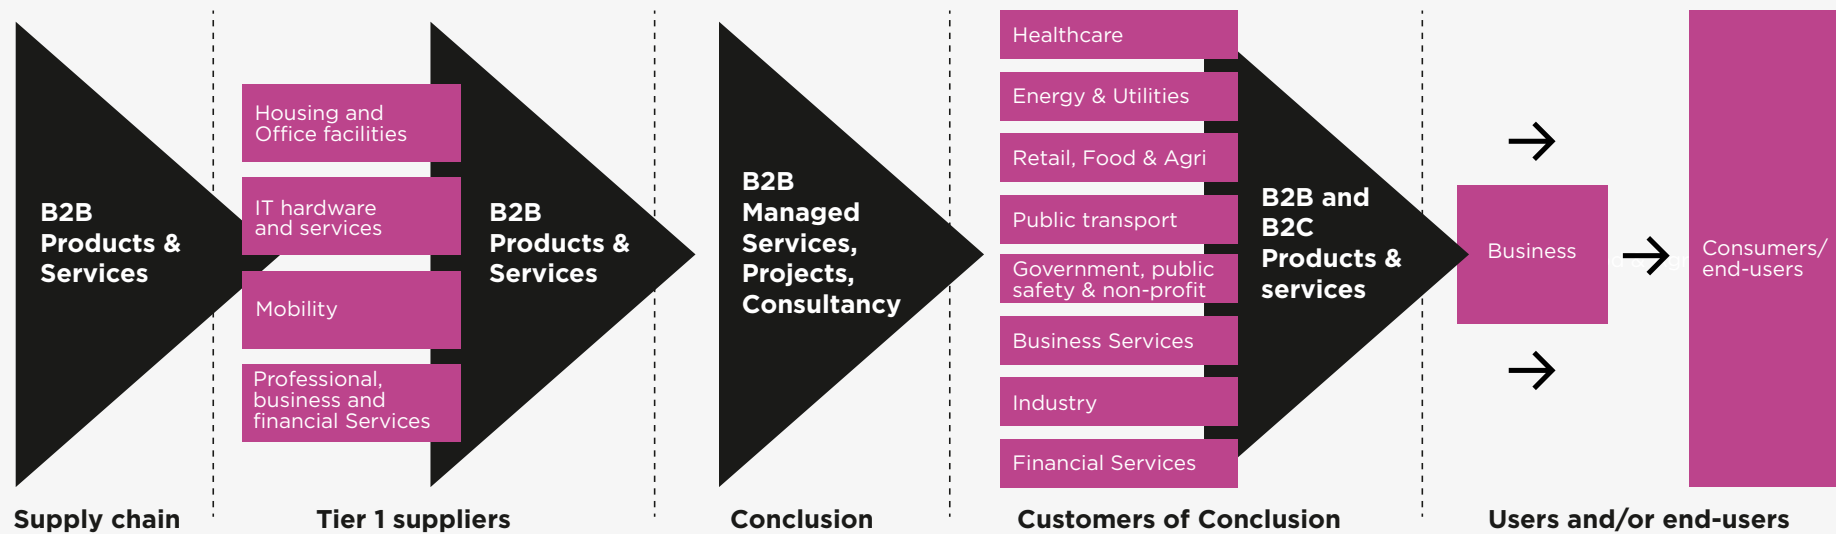 B2B
Products &
Services
Housing and
Office facilities
IT hardware
and services
Mobility
Professional,
business and
financial Services
B2B
Products &
Services
B2B
Managed
Services,
Projects,
Consultancy
Healthcare
Energy & Utilities
Retail, Food & Agri
Public transport
Government, public
safety & non-profit
Business Services
Industry
Financial Services
B2B and
B2C
Products &
services
Business
Consumers/
end-users
Supply chain
Tier 1 suppliers
Conclusion
Customers of Conclusion
Users and/or end-users